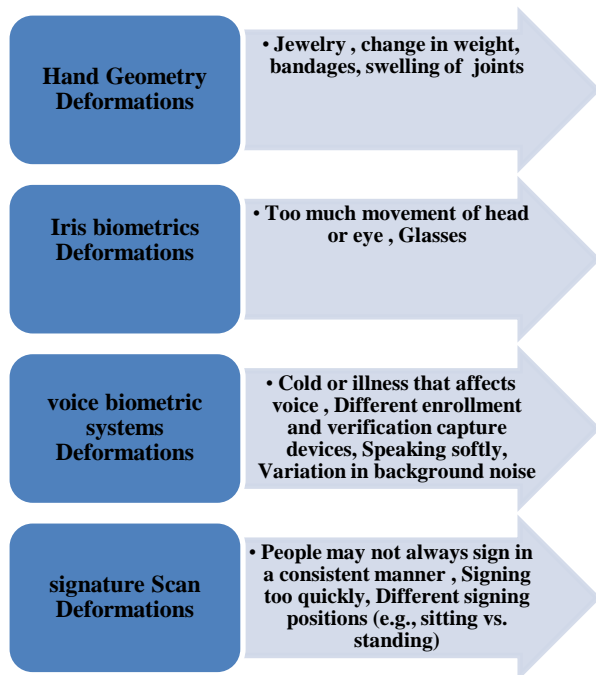 Hand Geometry
Deformations
• Jewelry , change in weight,
bandages, swelling of joints
Iris biometrics
Deformations
• Too much movement of head
or eye , Glasses
voice biometric
systems
Deformations
• Cold or illness that affects
voice , Different enrollment
and verification capture
devices, Speaking softly,
Variation in background noise
signature Scan
Deformations
• People may not always sign in
a consistent manner , Signing
too quickly, Different signing
positions (e.g., sitting vs.
standing)